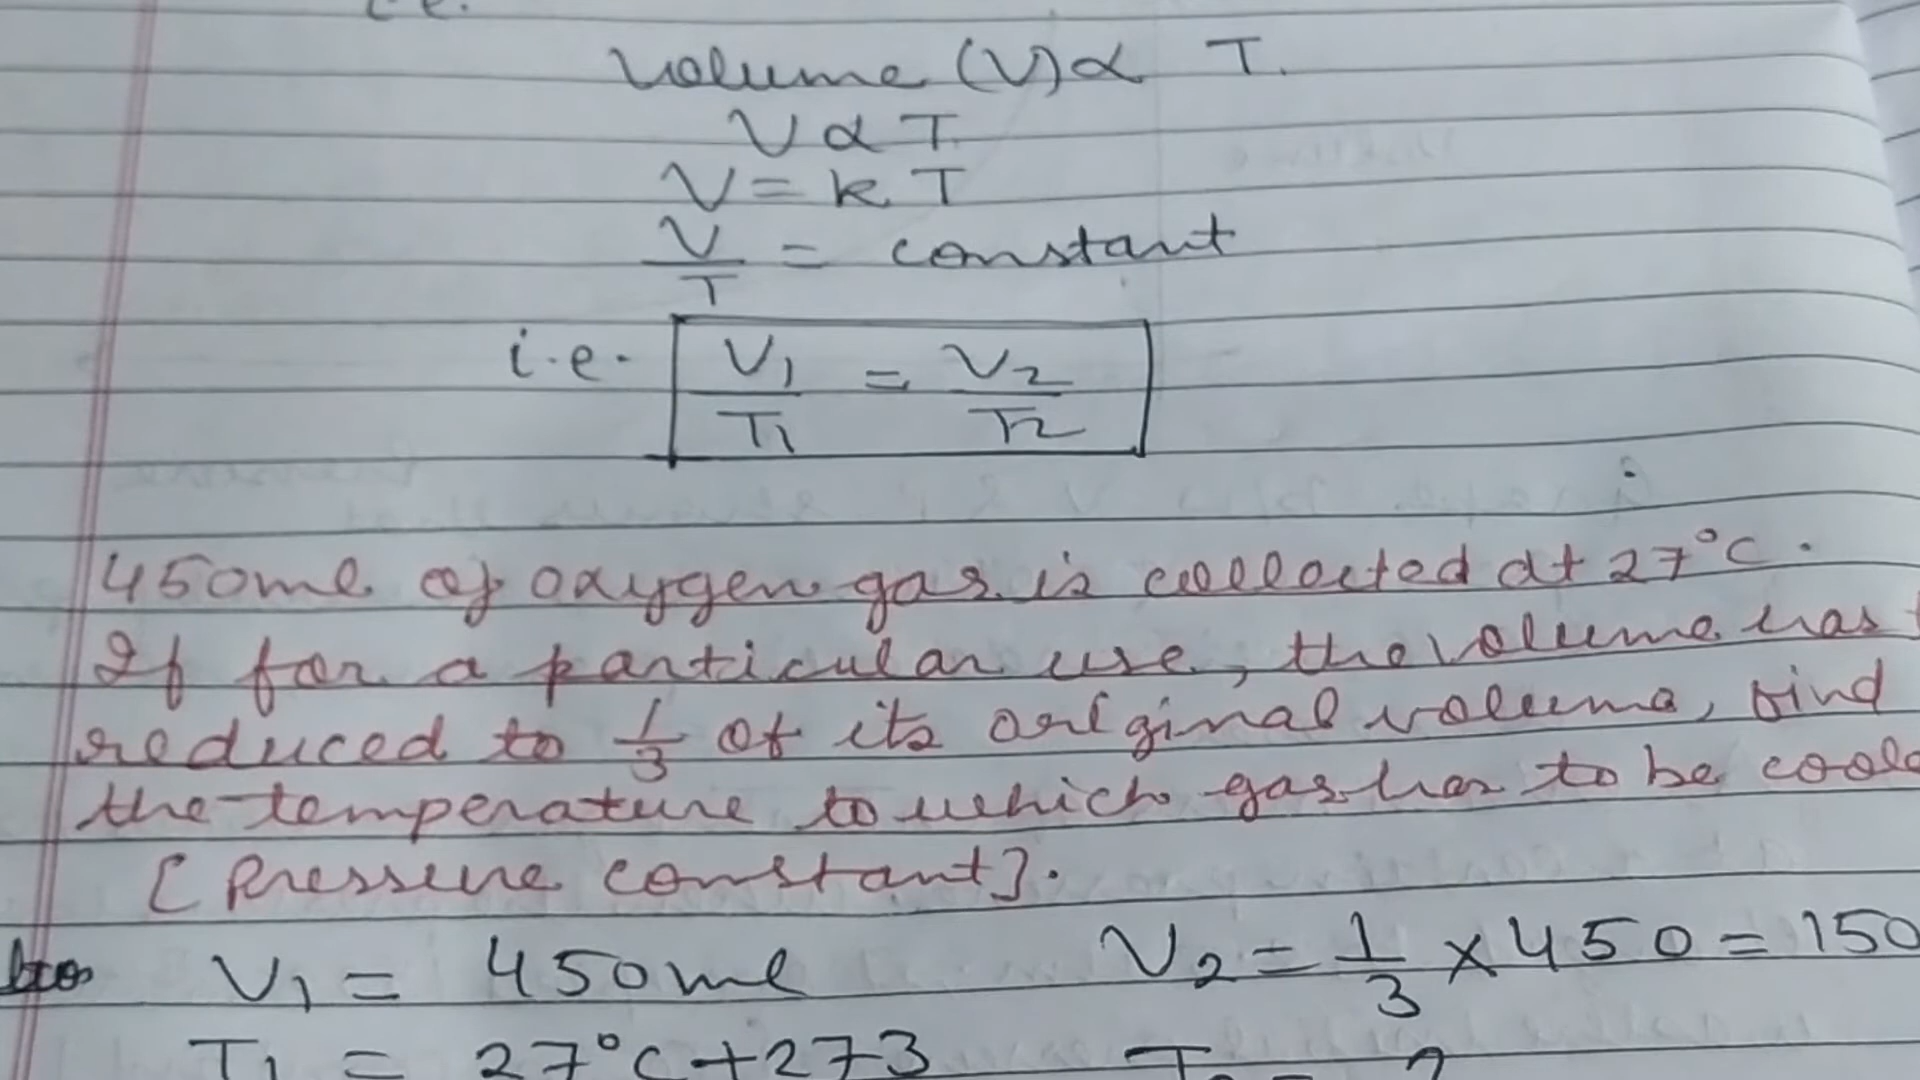 i.e.
Volume (V) ∝ T.
V ∝ T
V = k T
V/T = constant
i.e. V1/T1 = V2/T2
450ml of oxygen gas is collected at 27°C.
If for a particular use, the volume has
reduced to 1/3 of its original volume, find
the temperature to which gas has to be coole
[Pressure constant].
V1 = 450ml V2 = 1/3 × 450 = 150
T1 = 27°C + 273 T2 = ?